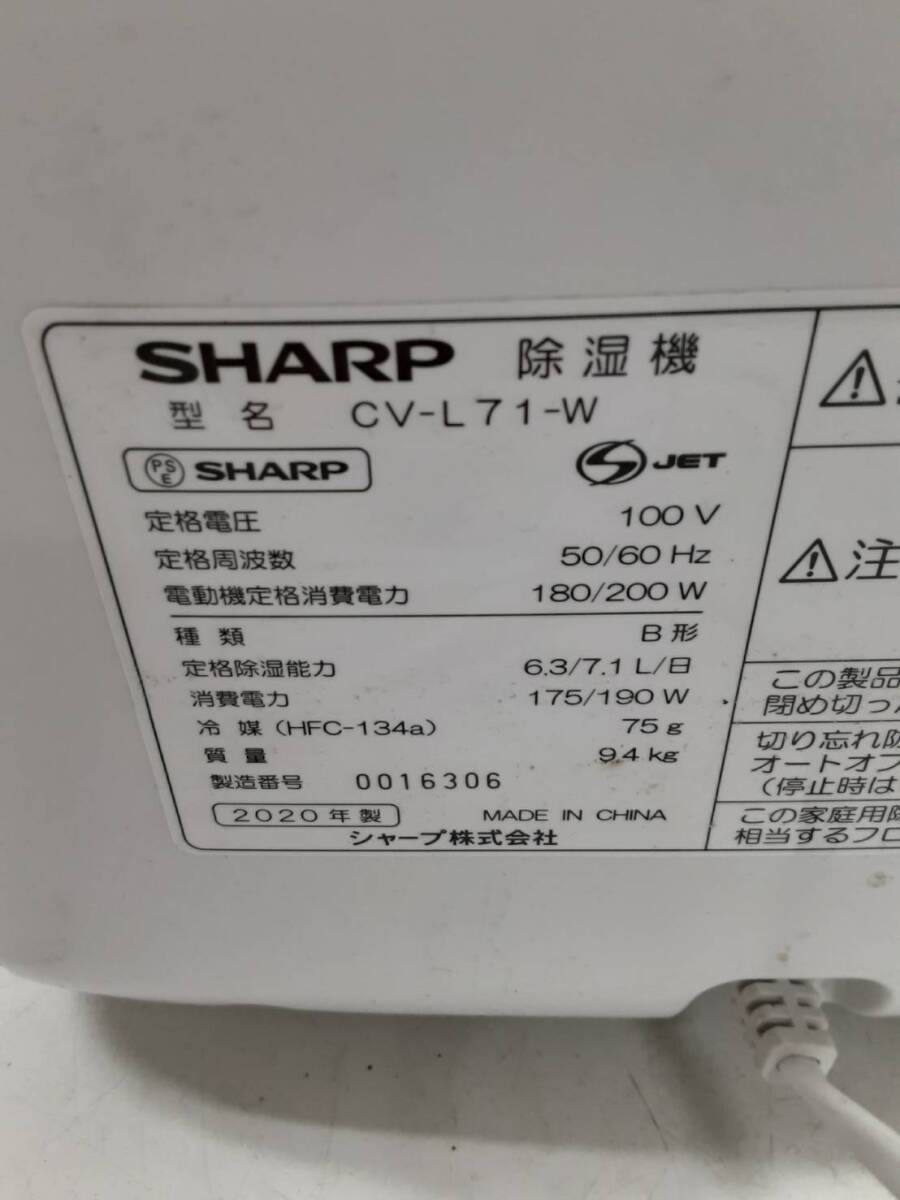 SHARP 除湿機
型名 CV-L71-W
PSE SHARP
JET
定格電圧 100 V
定格周波数 50/60 Hz
電動機定格消費電力 180/200 W
種類 B形
定格除湿能力 6.3/7.1 L/日
消費電力 175/190 W
冷媒(HFC-134a) 75 g
質量 9.4 kg
製造番号 0016306
2020年製 MADE IN CHINA
シャープ株式会社
注
この製品
閉め切っ
切り忘れ防
オートオフ
(停止時は
この家庭用除
相当するフロ